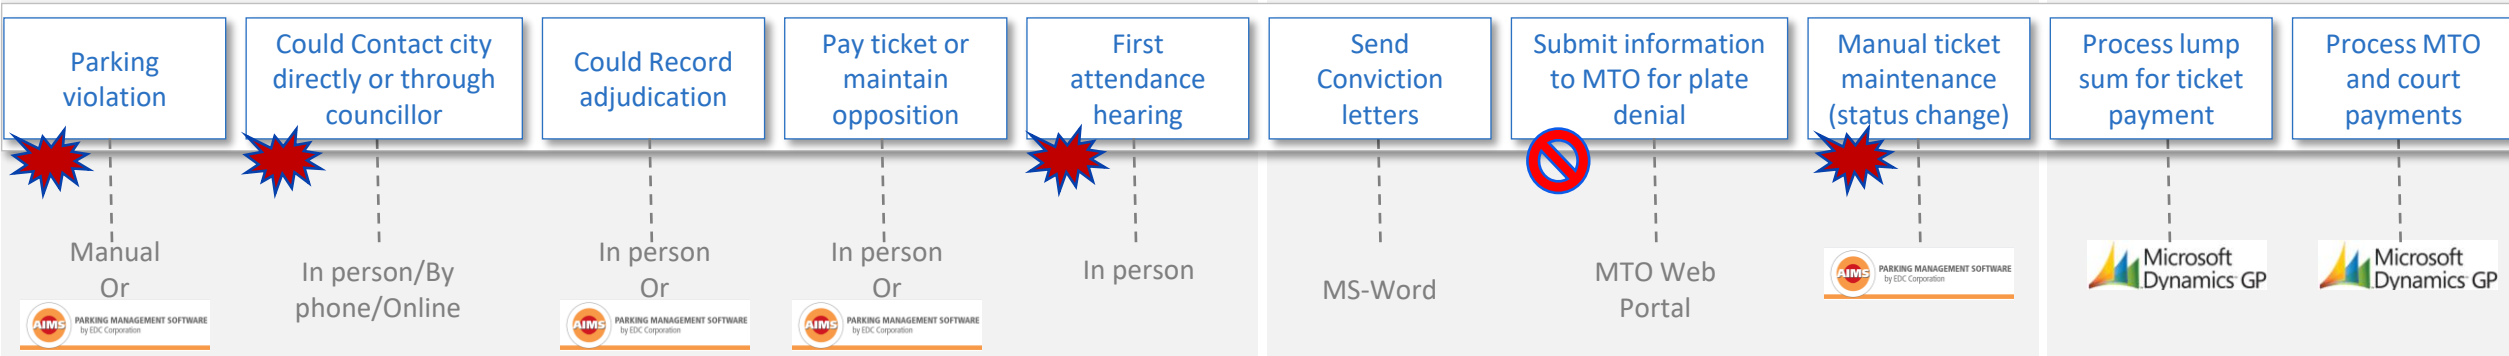 Parking
violation
Could Contact city
directly or through
councillor
Could Record
adjudication
Pay ticket or
maintain
opposition
First
attendance
hearing
Send
Conviction
letters
Submit information
to MTO for plate
denial
Manual ticket
maintenance
(status change)
Process lump
sum for ticket
payment
Process MTO
and court
payments
Manual
Or
AIMS PARKING MANAGEMENT SOFTWARE
by EDC Corporation
In person/By
phone/Online
In person
Or
AIMS PARKING MANAGEMENT SOFTWARE
by EDC Corporation
In person
Or
AIMS PARKING MANAGEMENT SOFTWARE
by EDC Corporation
In person
MS-Word
MTO Web
Portal
AIMS PARKING MANAGEMENT SOFTWARE
by EDC Corporation
Microsoft
Dynamics GP
Microsoft
Dynamics GP